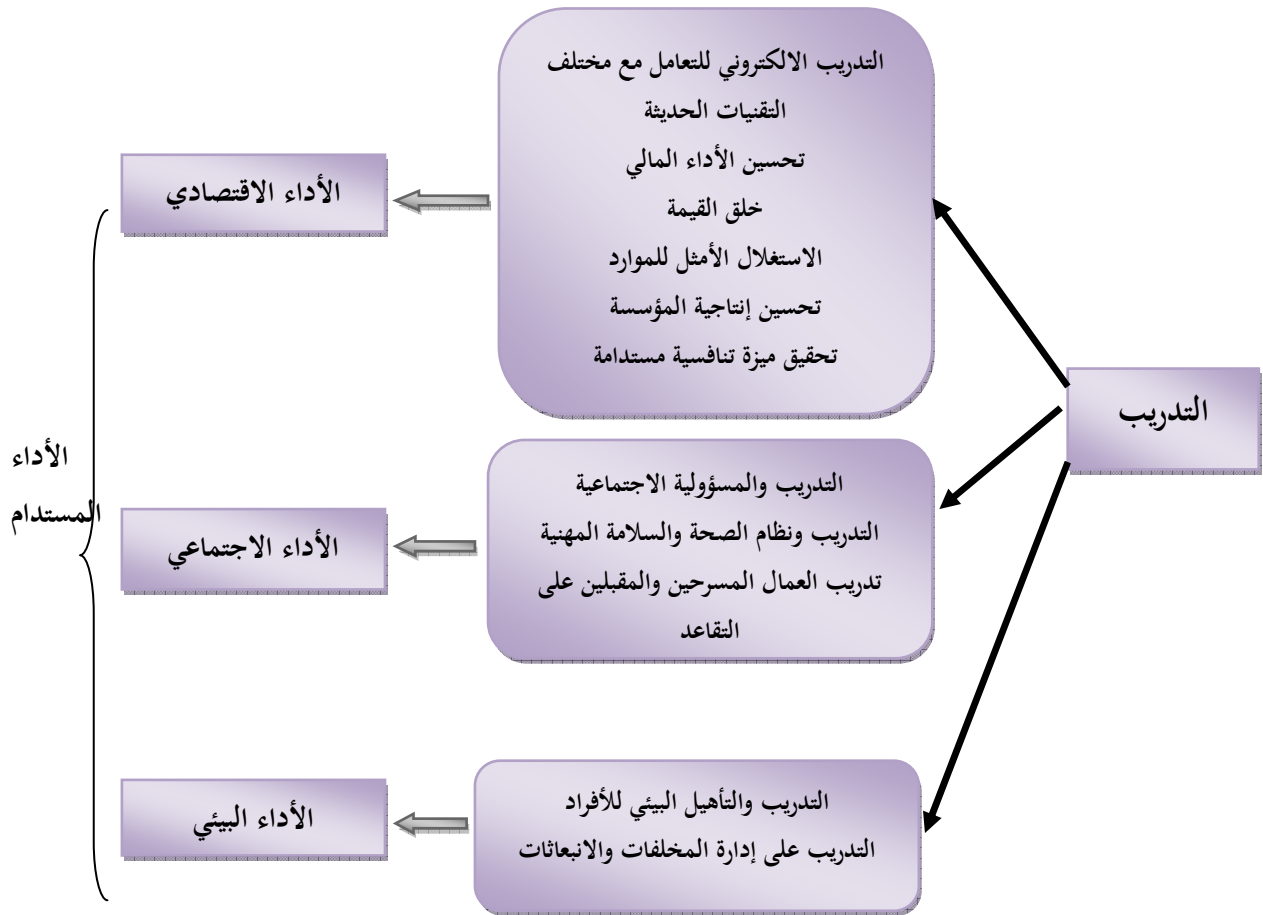 التدريب
التدريب الالكتروني للتعامل مع مختلف
التقنيات الحديثة
تحسين الأداء المالي
خلق القيمة
الاستغلال الأمثل للموارد
تحسين إنتاجية المؤسسة
تحقيق ميزة تنافسية مستدامة
الأداء الاقتصادي
التدريب والمسؤولية الاجتماعية
التدريب ونظام الصحة والسلامة المهنية
تدريب العمال المسرحين والمقبلين على
التقاعد
الأداء الاجتماعي
التدريب والتأهيل البيئي للأفراد
التدريب على إدارة المخلفات والانبعاثات
الأداء البيئي
الأداء
المستدام